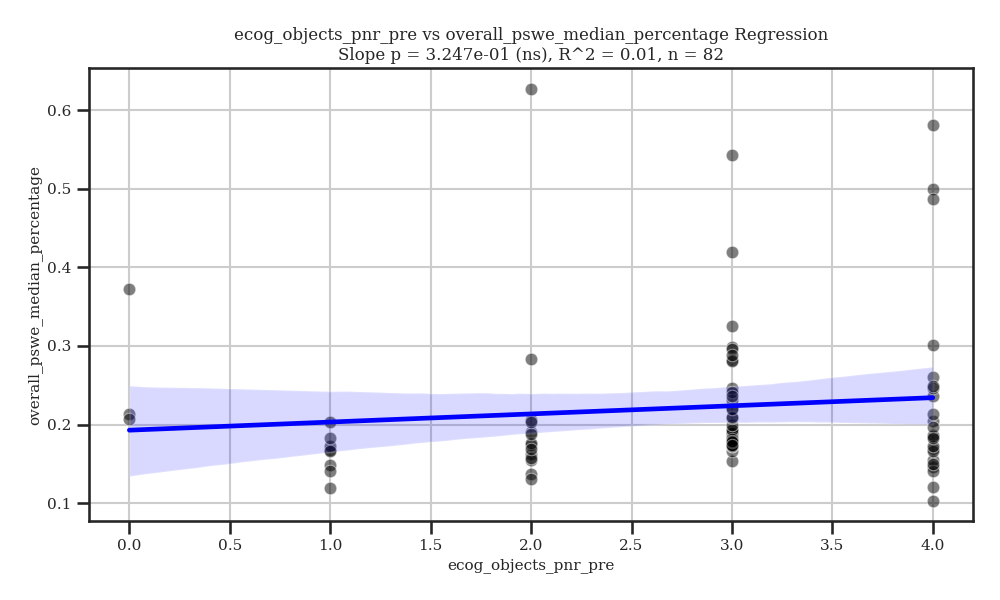 ecog_objects_pnr_pre vs overall_pswe_median_percentage Regression
Slope p = 3.247e-01 (ns), R^2 = 0.01, n = 82
overall_pswe_median_percentage
0.6
0.5
0.4
0.3
0.2
0.1
0.0 0.5 1.0 1.5 2.0 2.5 3.0 3.5 4.0
ecog_objects_pnr_pre